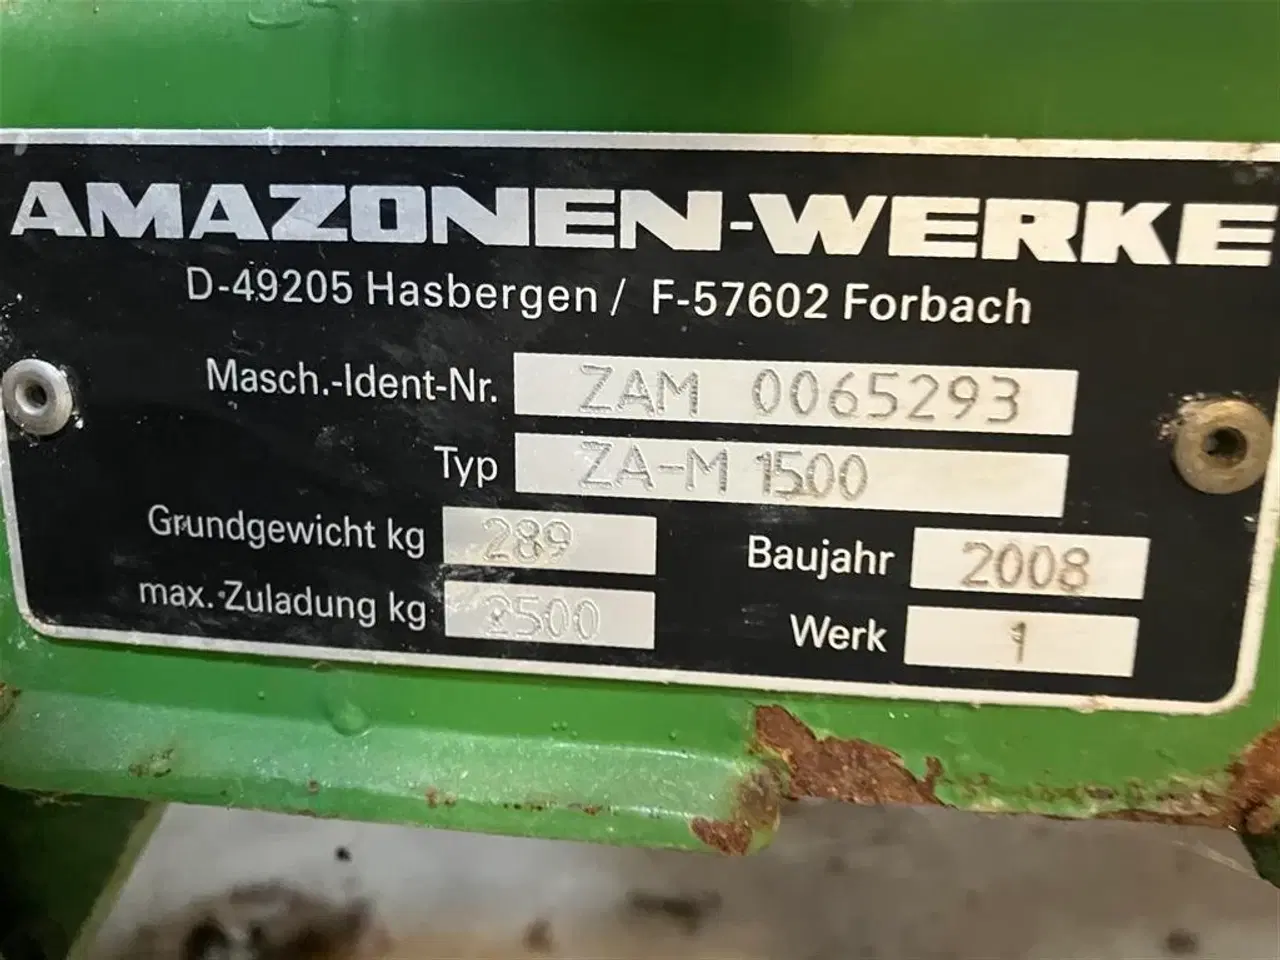 AMAZONEN-WERKE
D-49205 Hasbergen / F-57602 Forbach
Masch.-Ident-Nr. ZAM 0065293
Typ ZA-M 1500
Grundgewicht kg 289 Baujahr 2008
max. Zuladung kg 2500 Werk 1